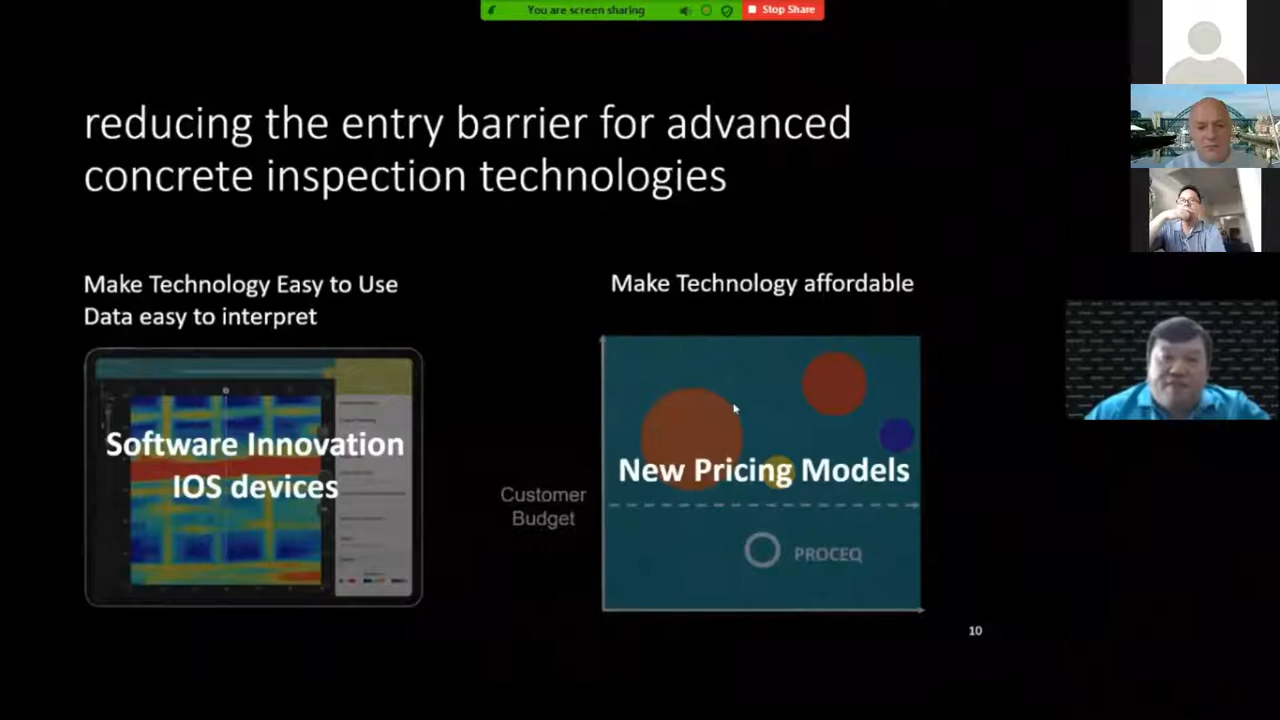 You are screen sharing
Stop Share
reducing the entry barrier for advanced
concrete inspection technologies
Make Technology Easy to Use
Data easy to interpret
Make Technology affordable
Software Innovation
IOS devices
New Pricing Models
Customer
Budget
PROCEQ
10